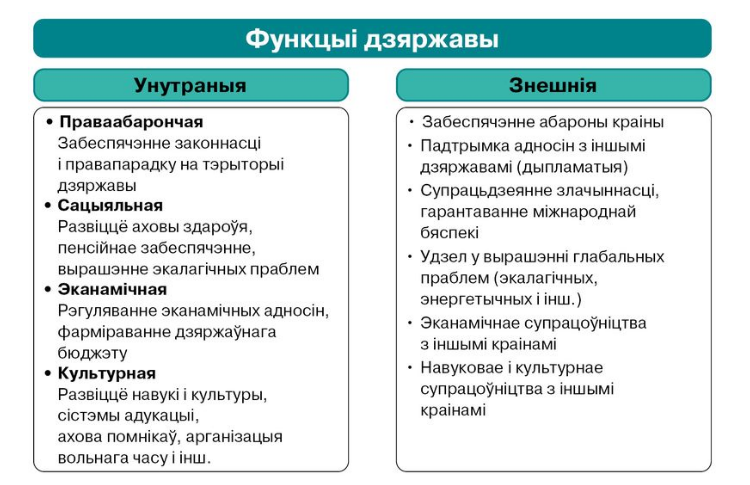 Функцыі дзяржавы
Унутраныя
• Праваабарончая
Забеспячэнне законнасці
і правапарадку на тэрыторыі
дзяржавы
• Сацыяльная
Развіццё аховы здароўя,
пенсійнае забеспячэнне,
вырашэнне экалагічных праблем
• Эканамічная
Рэгуляванне эканамічных адносін,
фарміраванне дзяржаўнага
бюджэту
• Культурная
Развіццё навукі і культуры,
сістэмы адукацыі,
ахова помнікаў, арганізацыя
вольнага часу і інш.
Знешнія
• Забеспячэнне абароны краіны
• Падтрымка адносін з іншымі
дзяржавамі (дыпламатыя)
• Супрацьдзеянне злачыннасці,
гарантаванне міжнароднай
бяспекі
• Удзел у вырашэнні глабальных
праблем (экалагічных,
энергетычных і інш.)
• Эканамічнае супрацоўніцтва
з іншымі краінамі
• Навуковае і культурнае
супрацоўніцтва з іншымі
краінамі